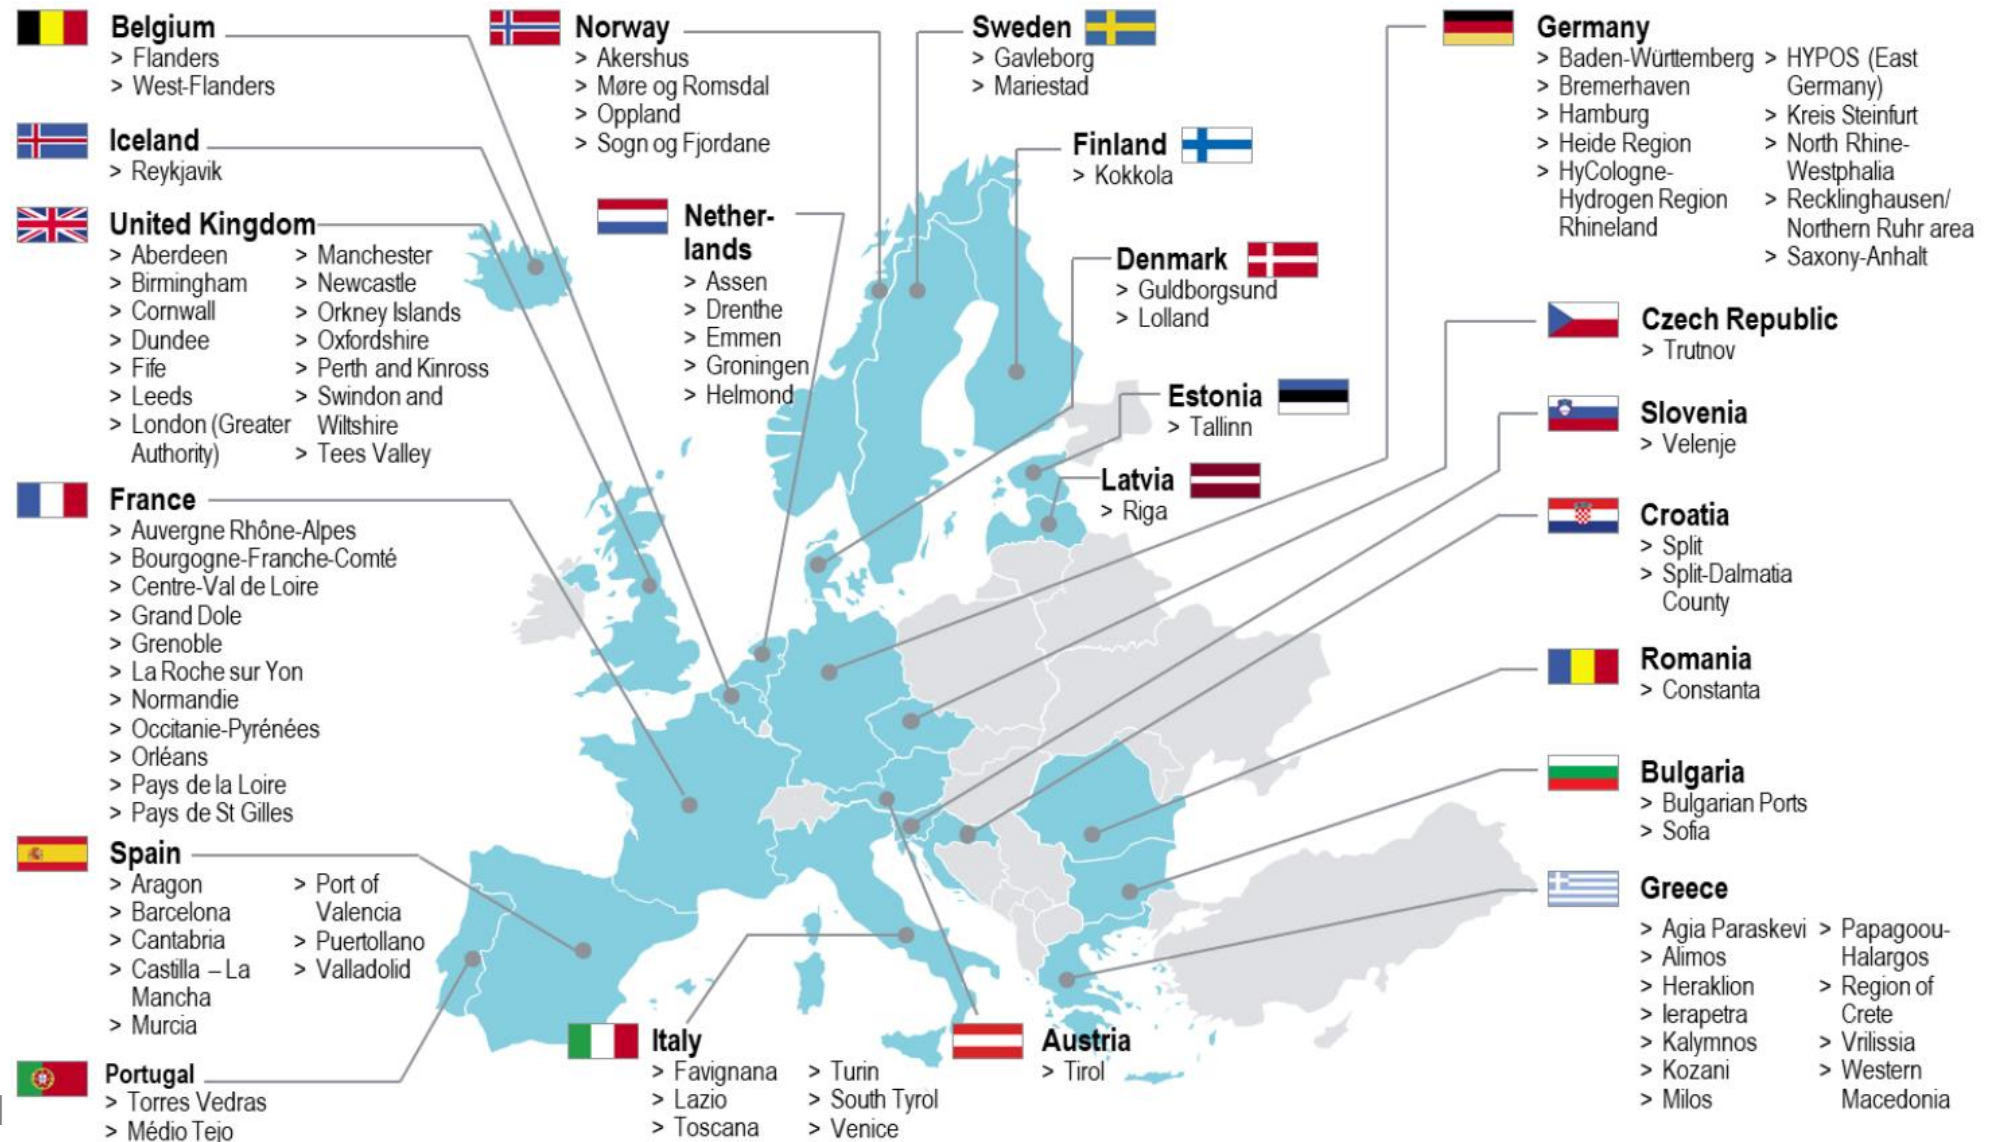 Belgium
> Flanders
> West-Flanders
Iceland
> Reykjavik
United Kingdom
> Aberdeen
> Birmingham
> Cornwall
> Dundee
> Fife
> Leeds
> London (Greater
Authority)
> Manchester
> Newcastle
> Orkney Islands
> Oxfordshire
> Perth and Kinross
> Swindon and
Wiltshire
> Tees Valley
France
> Auvergne Rhône-Alpes
> Bourgogne-Franche-Comté
> Centre-Val de Loire
> Grand Dole
> Grenoble
> La Roche sur Yon
> Normandie
> Occitanie-Pyrénées
> Orléans
> Pays de la Loire
> Pays de St Gilles
Spain
> Aragon
> Barcelona
> Cantabria
> Castilla – La
Mancha
> Murcia
> Port of
Valencia
> Puertollano
> Valladolid
Portugal
> Torres Vedras
> Médio Tejo
Norway
> Akershus
> Møre og Romsdal
> Oppland
> Sogn og Fjordane
Nether-
lands
> Assen
> Drenthe
> Emmen
> Groningen
> Helmond
Sweden
> Gavleborg
> Mariestad
Finland
> Kokkola
Denmark
> Guldborgsund
> Lolland
Estonia
> Tallinn
Latvia
> Riga
Italy
> Favignana
> Lazio
> Toscana
> Turin
> South Tyrol
> Venice
Austria
> Tirol
Germany
> Baden-Württemberg
> Bremerhaven
> Hamburg
> Heide Region
> HyCologne-
Hydrogen Region
Rhineland
> HYPOS (East
Germany)
> Kreis Steinfurt
> North Rhine-
Westphalia
> Recklinghausen/
Northern Ruhr area
> Saxony-Anhalt
Czech Republic
> Trutnov
Slovenia
> Velenje
Croatia
> Split
> Split-Dalmatia
County
Romania
> Constanta
Bulgaria
> Bulgarian Ports
> Sofia
Greece
> Agia Paraskevi
> Alimos
> Heraklion
> Ierapetra
> Kalymnos
> Kozani
> Milos
> Papagoou-
Halargos
> Region of
Crete
> Vrilissia
> Western
Macedonia